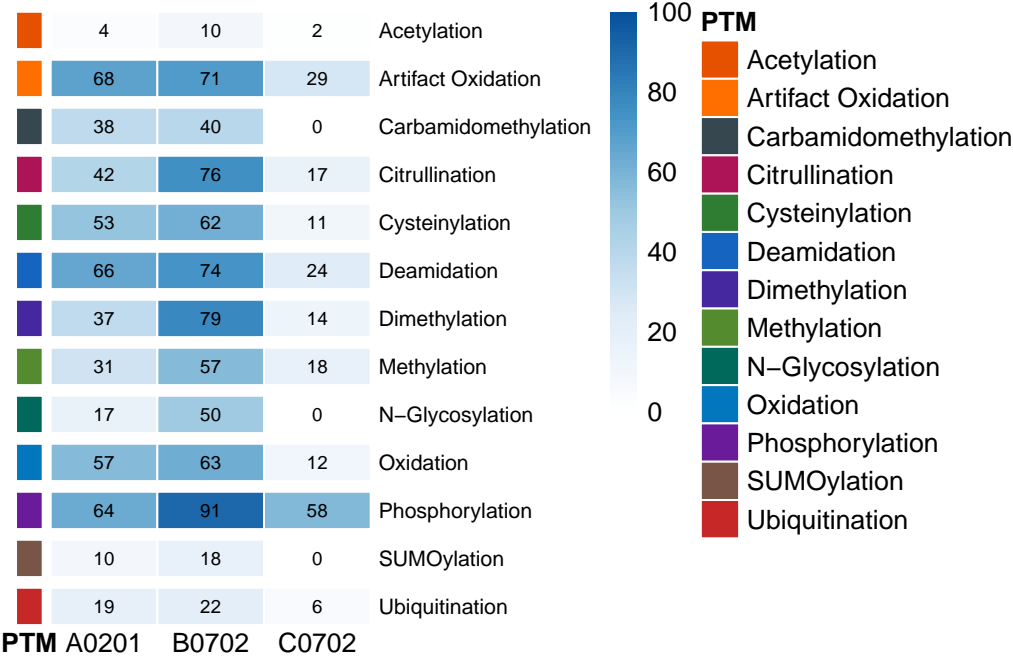 4 10 2 Acetylation
68 71 29 Artifact Oxidation
38 40 0 Carbamidomethylation
42 76 17 Citrullination
53 62 11 Cysteinylation
66 74 24 Deamidation
37 79 14 Dimethylation
31 57 18 Methylation
17 50 0 N−Glycosylation
57 63 12 Oxidation
64 91 58 Phosphorylation
10 18 0 SUMOylation
19 22 6 Ubiquitination
PTM A0201 B0702 C0702
100
80
60
40
20
0
PTM
Acetylation
Artifact Oxidation
Carbamidomethylation
Citrullination
Cysteinylation
Deamidation
Dimethylation
Methylation
N−Glycosylation
Oxidation
Phosphorylation
SUMOylation
Ubiquitination